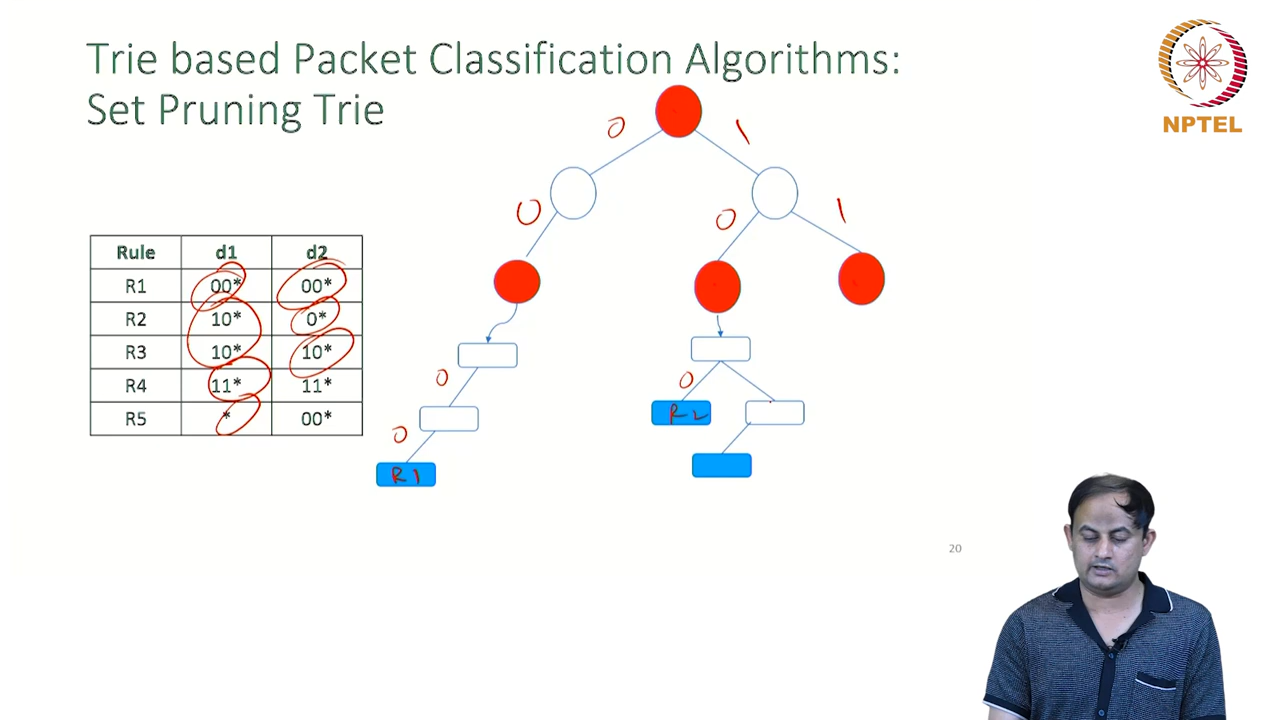 Trie based Packet Classification Algorithms:
Set Pruning Trie
NPTEL
0 1
0 0 1
Rule d1 d2
R1 00* 00*
R2 10* 0*
R3 10* 10*
R4 11* 11*
R5 * 00*
0 0
R2
0
R1
20